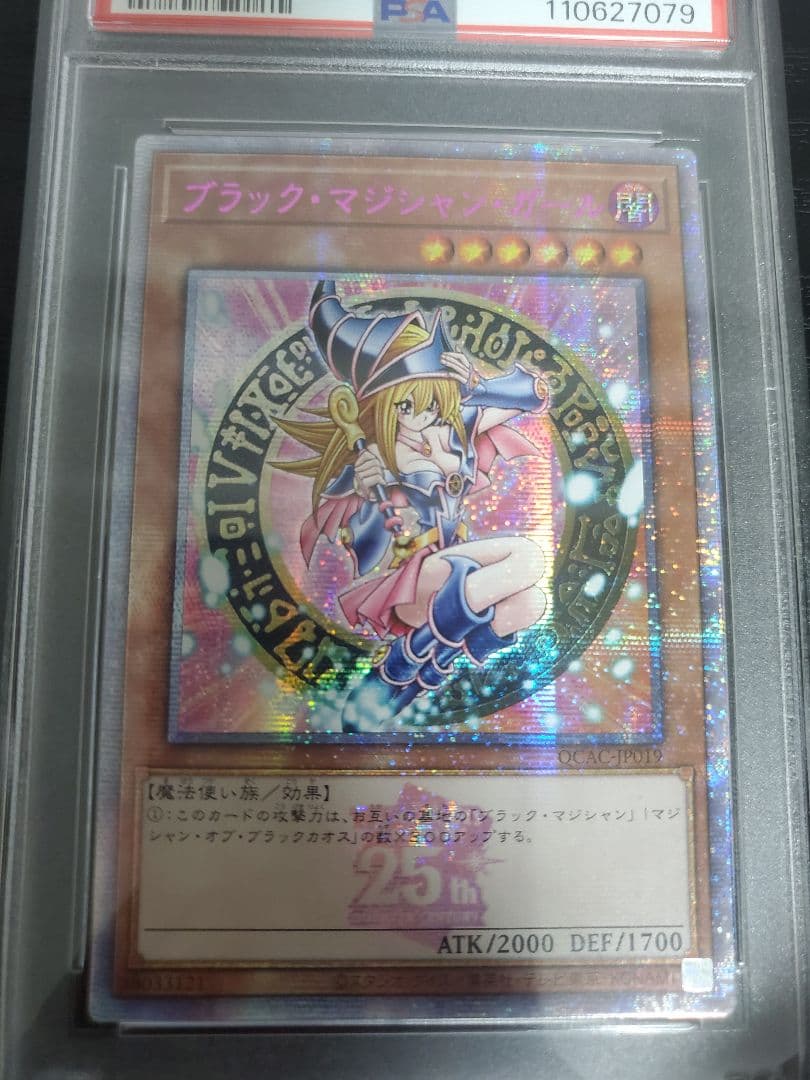 PSA
110627079
ブラック・マジシャン・ガール
闇
QCAC-JP019
【魔法使い族／効果】
①：このカードの攻撃力は、お互いの墓地の「ブラック・マジシャン」「マジ
シャン・オブ・ブラックカオス」の数×３００アップする。
25th
ATK/2000 DEF/1700